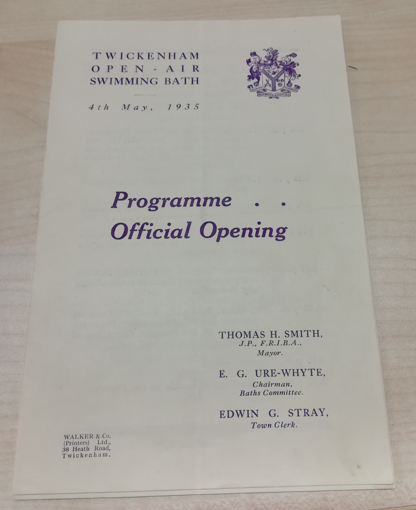 TWICKENHAM
OPEN - AIR
SWIMMING BATH
4th May, 1935
Programme . .
Official Opening
THOMAS H. SMITH,
J.P., F.R.I.B.A.,
Mayor.
E. G. URE-WHYTE,
Chairman,
Baths Committee.
EDWIN G. STRAY,
Town Clerk.
WALKER & Co.
(Printers) Ltd.,
38 Heath Road,
Twickenham.